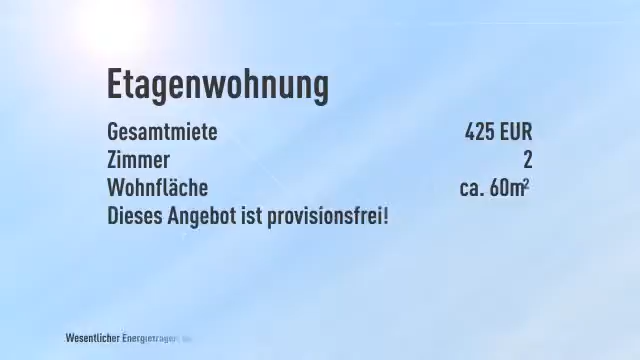 Etagenwohnung
Gesamtmiete 425 EUR
Zimmer 2
Wohnfläche ca. 60m²
Dieses Angebot ist provisionsfrei!
Wesentlicher Energieträger